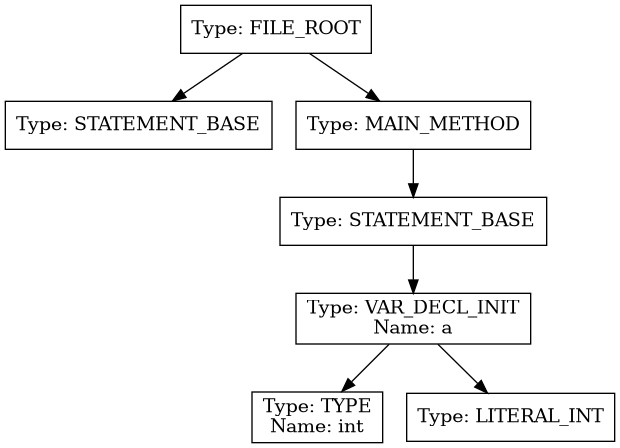 Type: FILE_ROOT
Type: STATEMENT_BASE
Type: MAIN_METHOD
Type: STATEMENT_BASE
Type: VAR_DECL_INIT
Name: a
Type: TYPE
Name: int
Type: LITERAL_INT